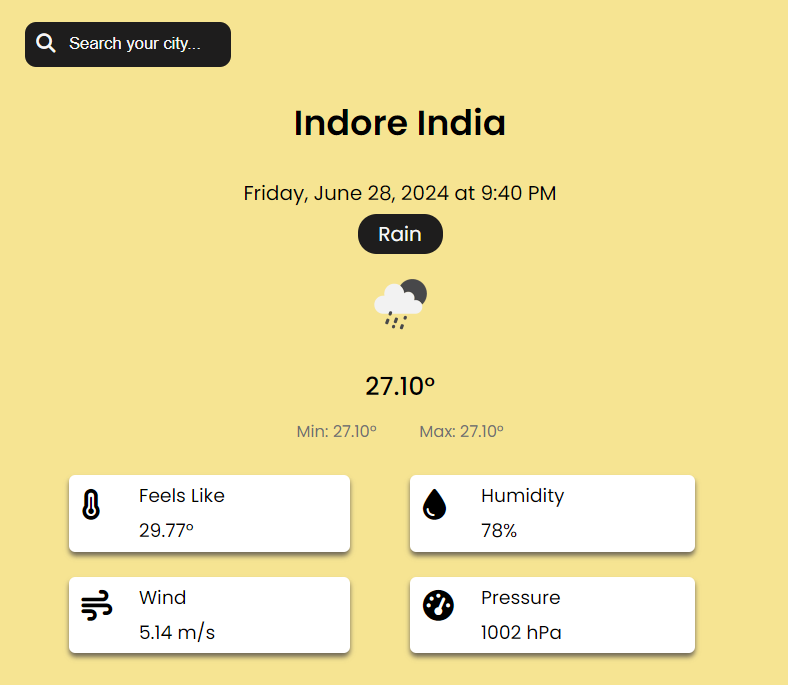 Search your city...
Indore India
Friday, June 28, 2024 at 9:40 PM
Rain
27.10°
Min: 27.10° Max: 27.10°
Feels Like
29.77°
Humidity
78%
Wind
5.14 m/s
Pressure
1002 hPa